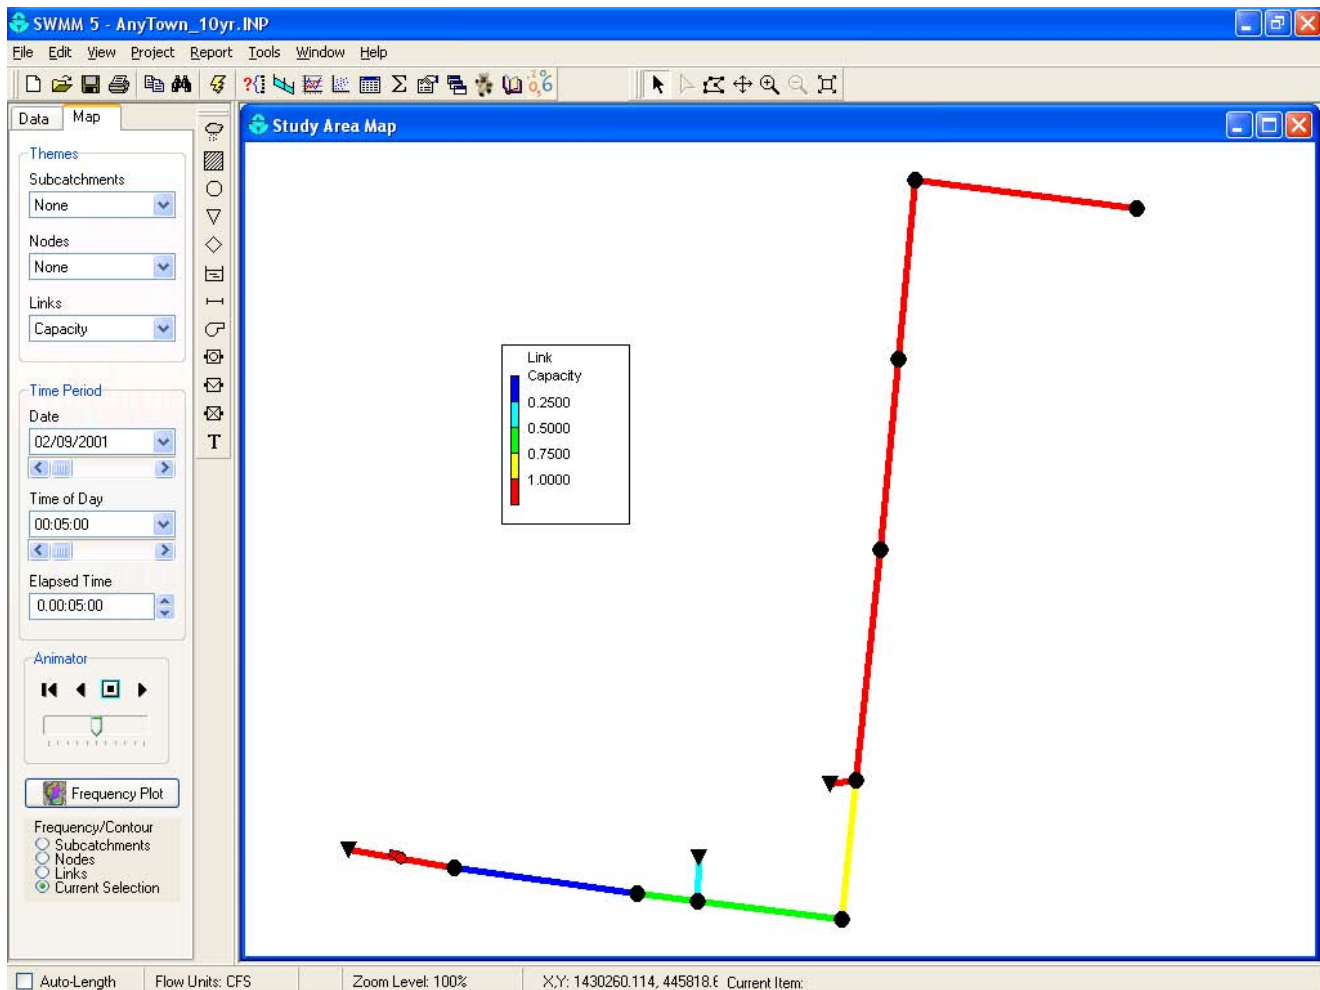 SWMM 5 - AnyTown_10yr.INP
File Edit View Project Report Tools Window Help
Data Map
Study Area Map
Themes
Subcatchments
None
Nodes
None
Links
Capacity
Time Period
Date
02/09/2001
Time of Day
00:05:00
Elapsed Time
0.00:05:00
Animator
Frequency Plot
Frequency/Contour
Subcatchments
Nodes
Links
Current Selection
T
Link
Capacity
0.2500
0.5000
0.7500
1.0000
Auto-Length Flow Units: CFS Zoom Level: 100% X,Y: 1430260.114, 445818.6 Current Item: